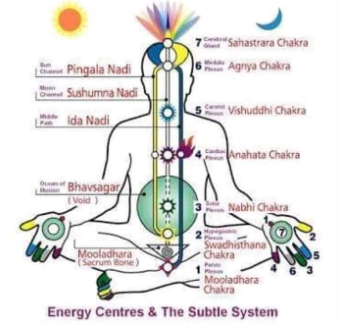 7 Cerebral Gland Sahastrara Chakra
6 Medulla Plexus Agnya Chakra
Sun Channel Pingala Nadi
Moon Channel Sushumna Nadi
5 Carotid Plexus Vishuddhi Chakra
Middle Path Ida Nadi
4 Cardiac Plexus Anahata Chakra
Ocean of Illusion Bhavsagar
( Void )
3 Solar Plexus Nabhi Chakra
1
7
2
2 Hypogastric Plexus Swadhisthana
Chakra
5
4 6 3
Mooladhara
( Sacrum Bone )
1 Pelvic Plexus Mooladhara
Chakra
Energy Centres & The Subtle System